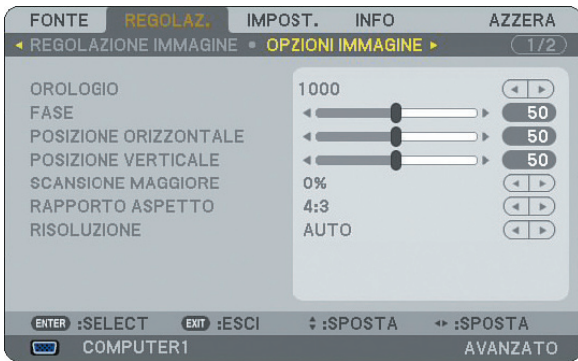 FONTE REGOLAZ. IMPOST. INFO AZZERA
REGOLAZIONE IMMAGINE • OPZIONI IMMAGINE 1/2
OROLOGIO 1000
FASE 50
POSIZIONE ORIZZONTALE 50
POSIZIONE VERTICALE 50
SCANSIONE MAGGIORE 0%
RAPPORTO ASPETTO 4:3
RISOLUZIONE AUTO
ENTER :SELECT EXIT :ESCI :SPOSTA :SPOSTA
COMPUTER1 AVANZATO